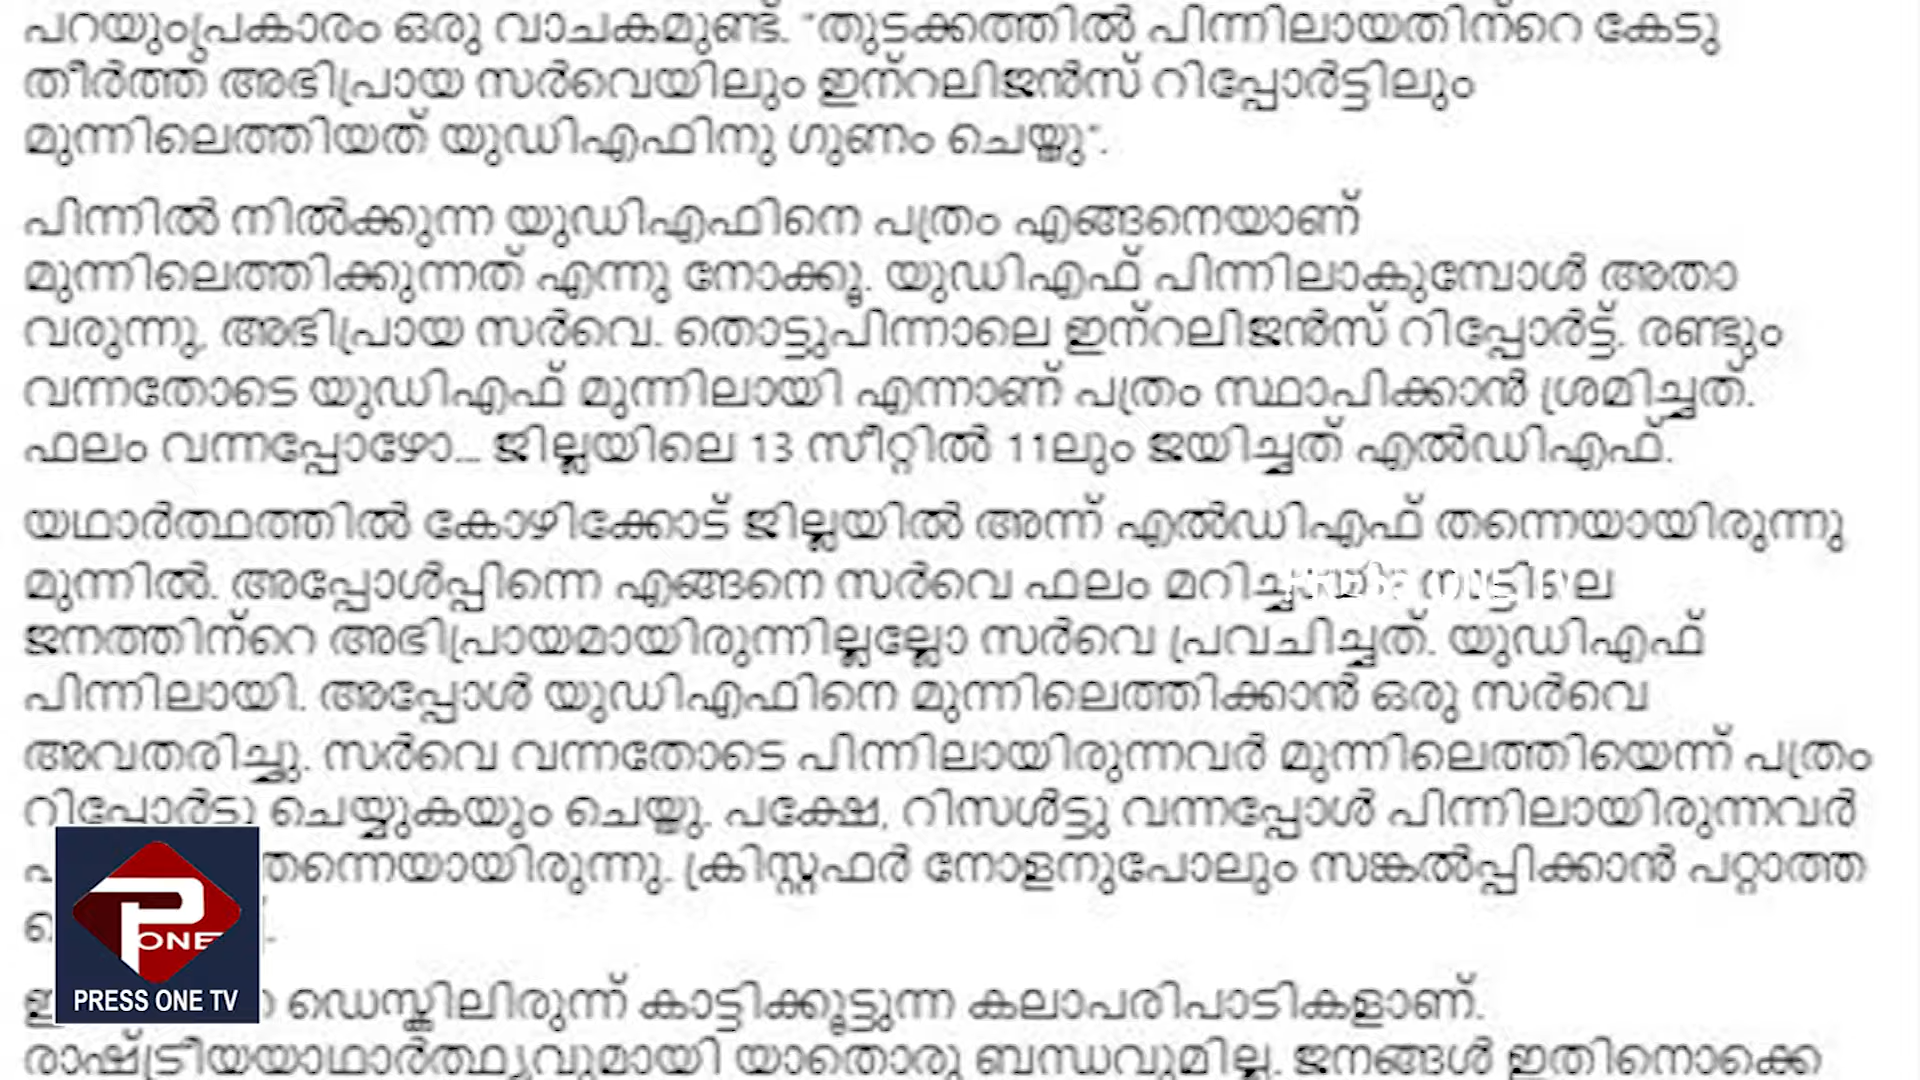 പറയുംപ്രകാരം ഒരു വാചകമുണ്ട്. "തുടക്കത്തിൽ പിന്നിലായതിന്റെ കേടു
തീർത്ത് അഭിപ്രായ സർവെയിലും ഇന്റലിജൻസ് റിപ്പോർട്ടിലും
മുന്നിലെത്തിയത് യുഡിഎഫിനു ഗുണം ചെയ്തു".
പിന്നിൽ നിൽക്കുന്ന യുഡിഎഫിനെ പത്രം എങ്ങനെയാണ്
മുന്നിലെത്തിക്കുന്നത് എന്നു നോക്കൂ. യുഡിഎഫ് പിന്നിലാകുമ്പോൾ അതാ
വരുന്നു, അഭിപ്രായ സർവെ. തൊട്ടുപിന്നാലെ ഇന്റലിജൻസ് റിപ്പോർട്ട്. രണ്ടും
വന്നതോടെ യുഡിഎഫ് മുന്നിലായി എന്നാണ് പത്രം സ്ഥാപിക്കാൻ ശ്രമിച്ചത്.
ഫലം വന്നപ്പോഴോ... ജില്ലയിലെ 13 സീറ്റിൽ 11ലും ജയിച്ചത് എൽഡിഎഫ്.
യഥാർത്ഥത്തിൽ കോഴിക്കോട് ജില്ലയിൽ അന്ന് എൽഡിഎഫ് തന്നെയായിരുന്നു
മുന്നിൽ. അപ്പോൾപ്പിന്നെ എങ്ങനെ സർവെ ഫലം
ജനത്തിന്റെ അഭിപ്രായമായിരുന്നില്ലല്ലോ സർവെ പ്രവചിച്ചത്. യുഡിഎഫ്
പിന്നിലായി. അപ്പോൾ യുഡിഎഫിനെ മുന്നിലെത്തിക്കാൻ ഒരു സർവെ
അവതരിച്ചു. സർവെ വന്നതോടെ പിന്നിലായിരുന്നവർ മുന്നിലെത്തിയെന്ന് പത്രം
റിപ്പോർട്ടു ചെയ്യുകയും ചെയ്തു. പക്ഷേ, റിസൾട്ടു വന്നപ്പോൾ പിന്നിലായിരുന്നവർ
തന്നെയായിരുന്നു. ക്രിസ്റ്റഫർ നോളനുപോലും സങ്കൽപ്പിക്കാൻ പറ്റാത്ത
ഡെസ്കിലിരുന്ന് കാട്ടിക്കൂട്ടുന്ന കലാപരിപാടികളാണ്.
രാഷ്ട്രീയയാഥാർത്ഥ്യവുമായി യാതൊരു ബന്ധവുമില്ല. ജനങ്ങൾ ഇതിനൊക്കെ
P ONE
PRESS ONE TV